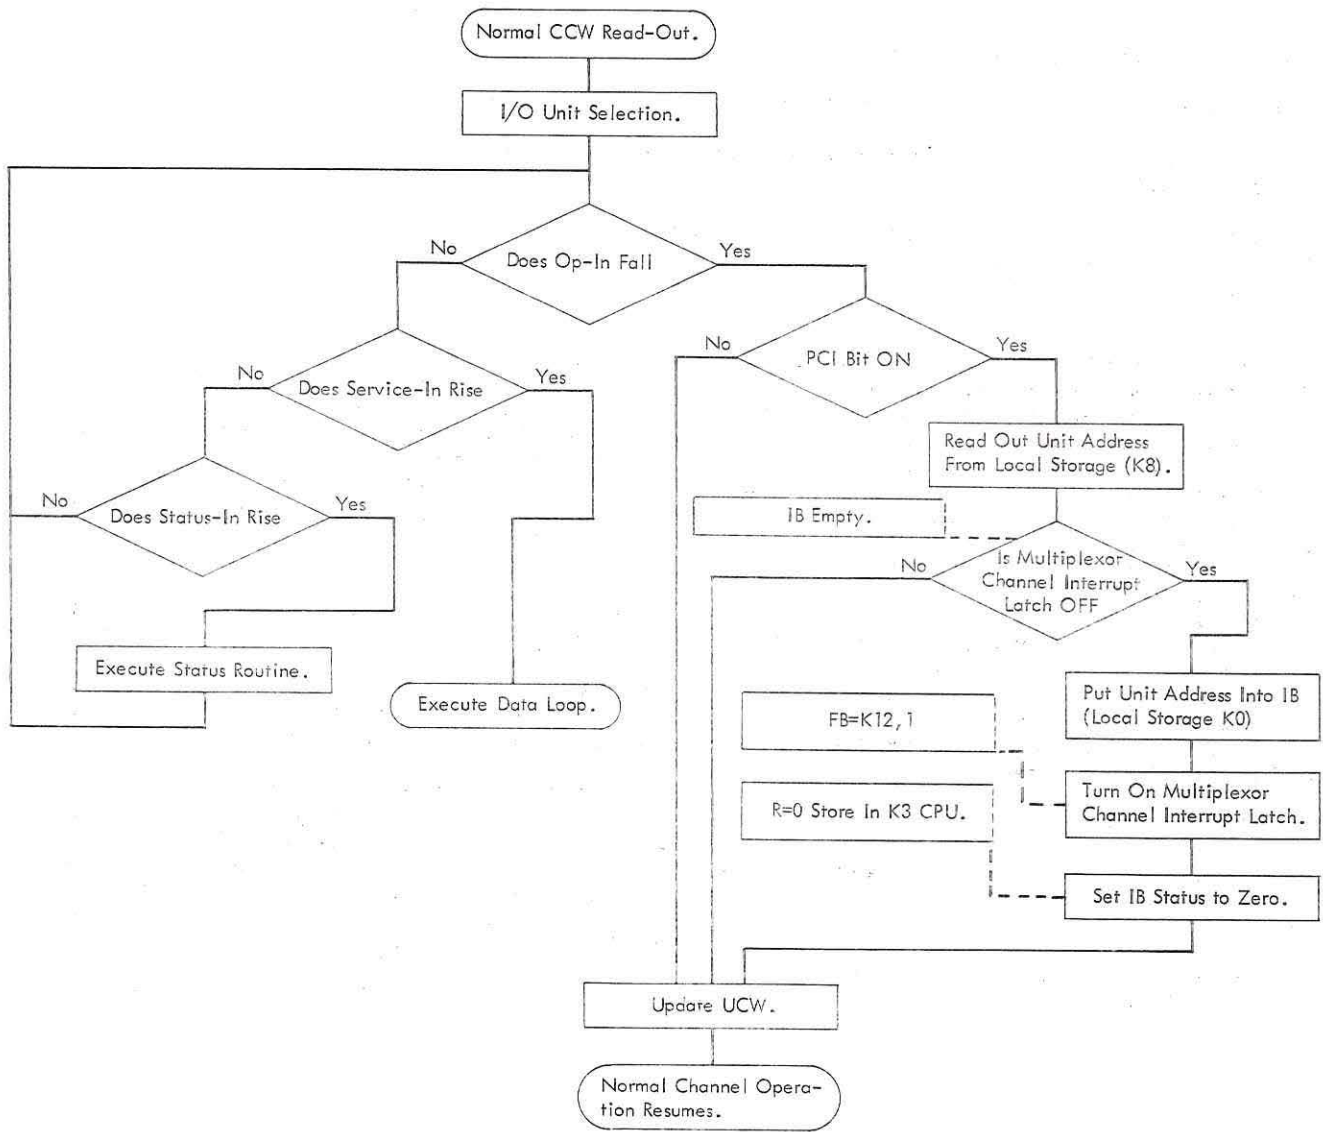 Normal CCW Read-Out.
I/O Unit Selection.
No
Does Op-In Fall
Yes
No
PCI Bit ON
Yes
No
Does Service-In Rise
Yes
Read Out Unit Address
From Local Storage (K8).
No
Does Status-In Rise
Yes
IB Empty.
No
Is Multiplexor
Channel Interrupt
Latch OFF
Yes
Execute Status Routine.
Execute Data Loop.
Put Unit Address Into IB
(Local Storage K0)
FB=K12,1
Turn On Multiplexor
Channel Interrupt Latch.
R=0 Store In K3 CPU.
Set IB Status to Zero.
Update UCW.
Normal Channel Opera-
tion Resumes.